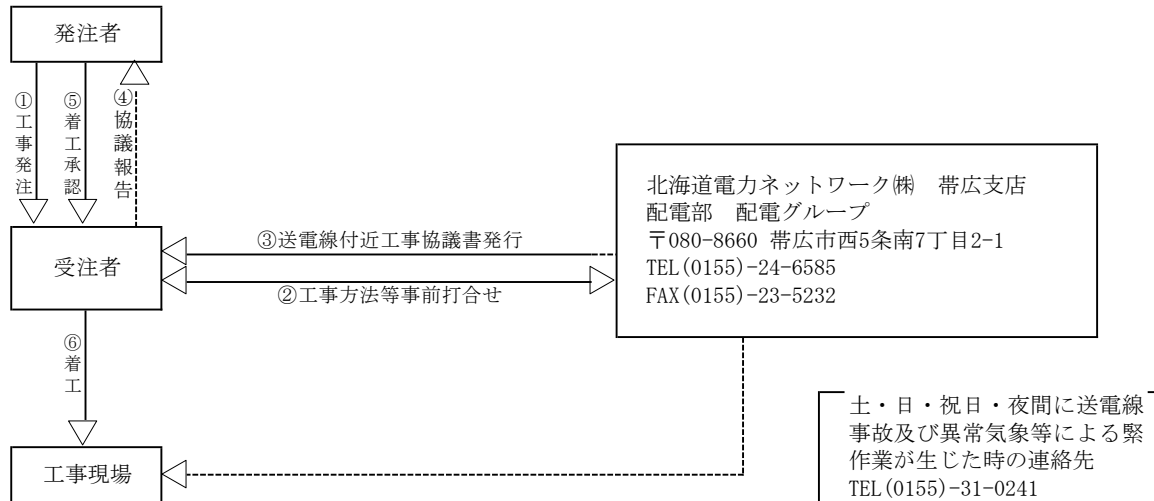 発注者
①工事発注
⑤着工承認
④協議報告
北海道電力ネットワーク㈱　帯広支店
配電部　配電グループ
〒080-8660 帯広市西5条南7丁目2-1
TEL(0155)-24-6585
FAX(0155)-23-5232
③送電線付近工事協議書発行
受注者
②工事方法等事前打合せ
⑥着工
土・日・祝日・夜間に送電線
事故及び異常気象等による緊
作業が生じた時の連絡先
TEL(0155)-31-0241
工事現場